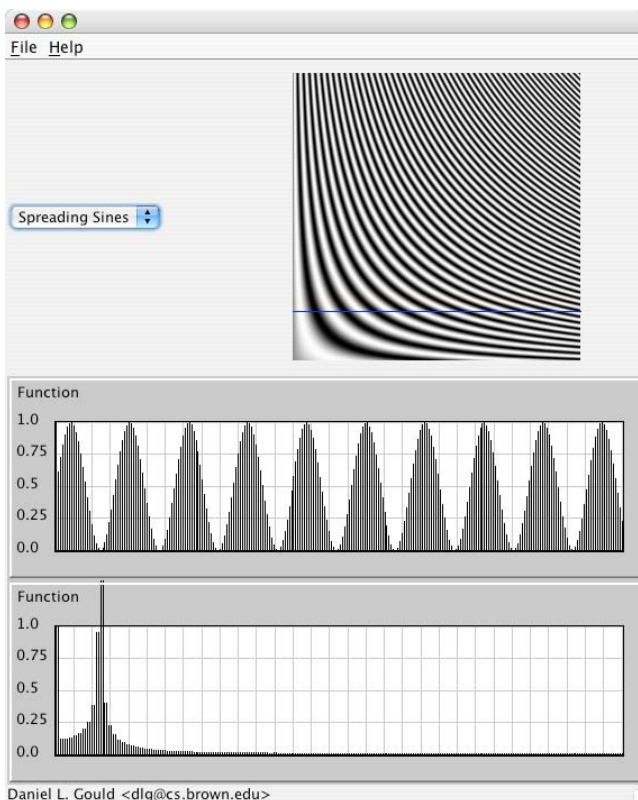 File Help
Spreading Sines
Function
1.0
0.75
0.5
0.25
0.0
Function
1.0
0.75
0.5
0.25
0.0
Daniel L. Gould <dlg@cs.brown.edu>